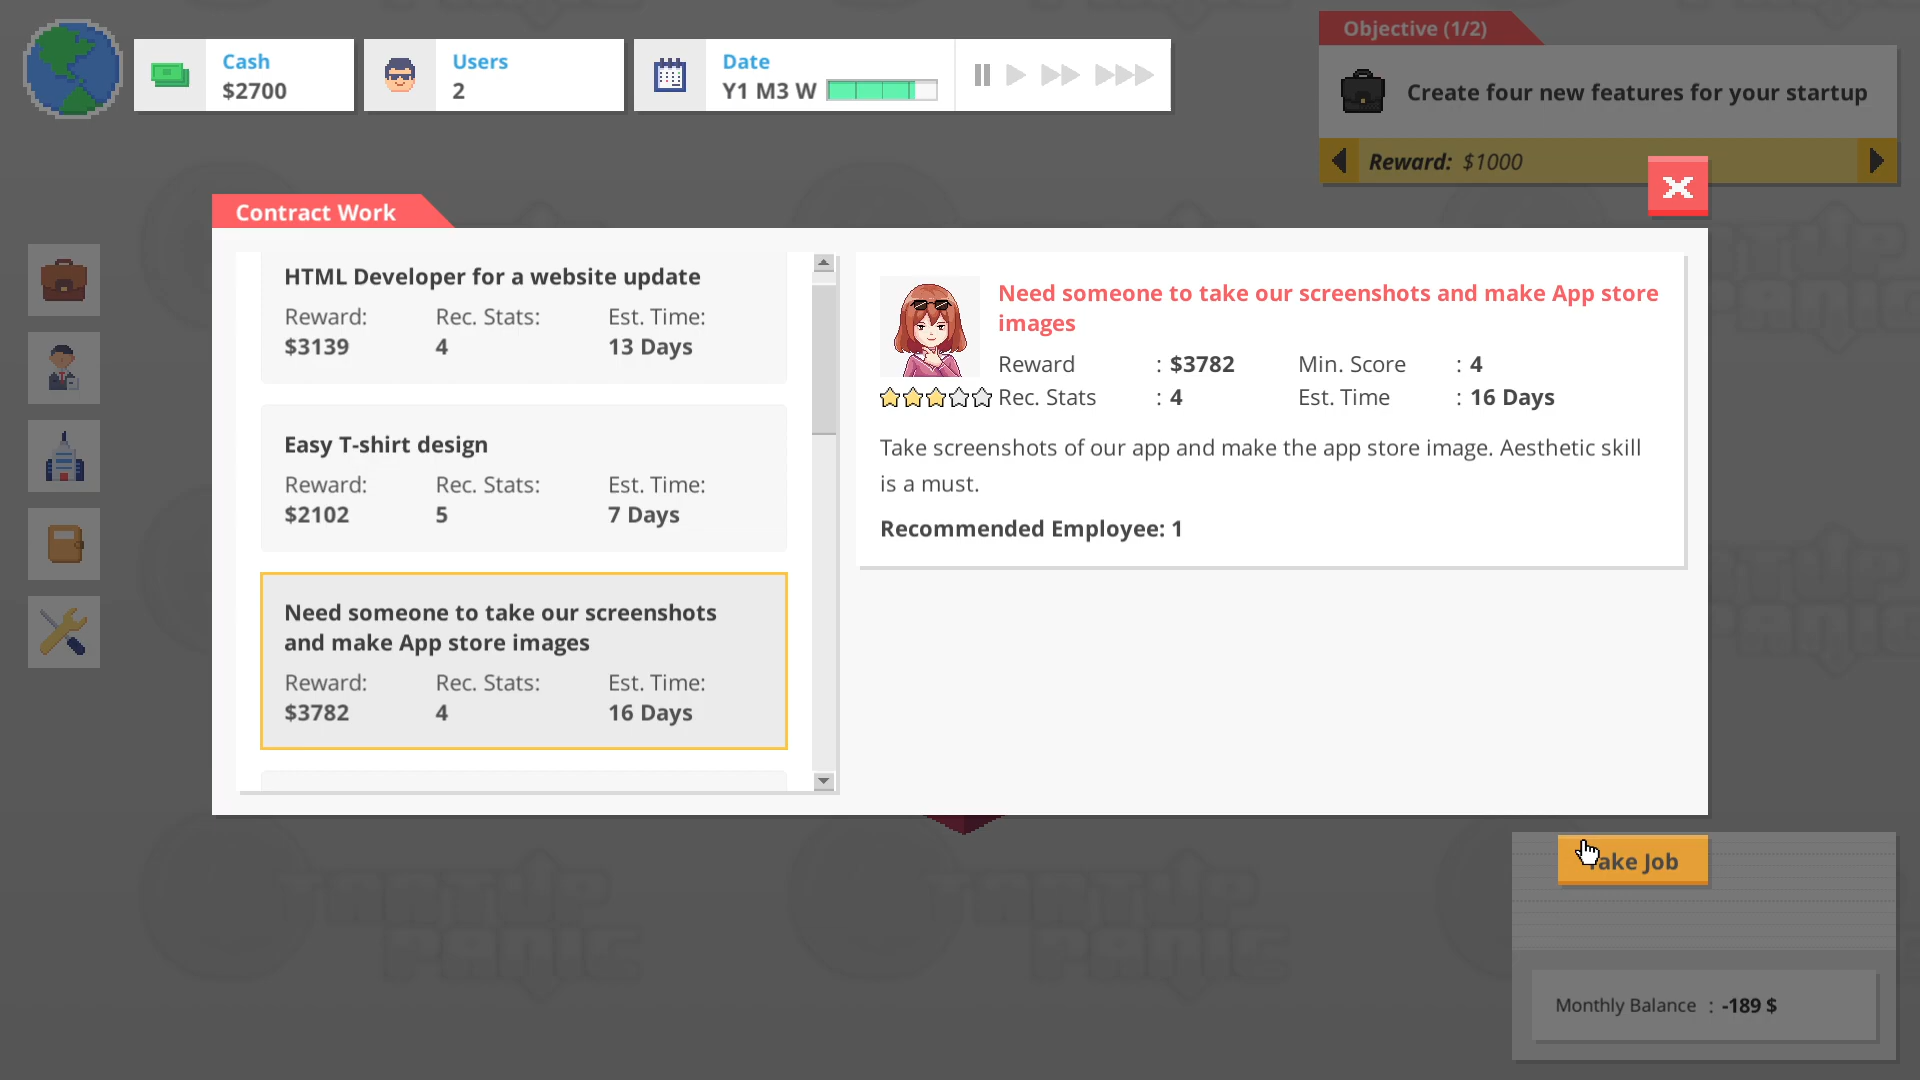 Cash
$2700
Users
2
Date
Y1 M3 W
Objective (1/2)
Create four new features for your startup
Reward: $1000
Contract Work
HTML Developer for a website update
Reward: Rec. Stats: Est. Time:
$3139 4 13 Days
Easy T-shirt design
Reward: Rec. Stats: Est. Time:
$2102 5 7 Days
Need someone to take our screenshots
and make App store images
Reward: Rec. Stats: Est. Time:
$3782 4 16 Days
Need someone to take our screenshots and make App store
images
Reward : $3782 Min. Score : 4
Rec. Stats : 4 Est. Time : 16 Days
Take screenshots of our app and make the app store image. Aesthetic skill
is a must.
Recommended Employee: 1
ake Job
Monthly Balance : -189 $
STARTUP
PANIC
STARTUP
PANIC